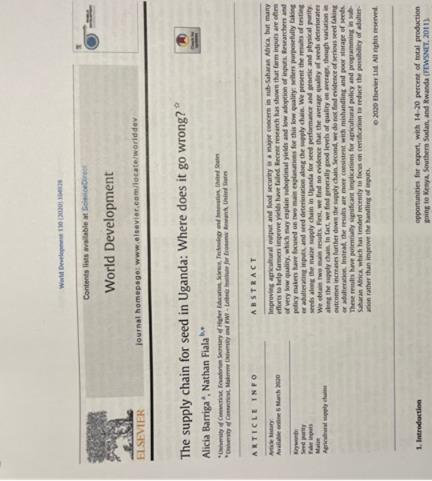 World Development 130 (2020) 104928
Contents lists available at ScienceDirect
World Development
journal homepage: www.elsevier.com/locate/worlddev
ELSEVIER
The supply chain for seed in Uganda: Where does it go wrong? ☆
Alicia Barriga a, Nathan Fiala b,*
a University of Connecticut, Ecuadorian Secretary of Higher Education, Science, Technology and Innovation, United States
b University of Connecticut, Makerere University and RWI – Leibniz Institute for Economic Research, United States
ARTICLE INFO
Article history:
Available online 6 March 2020
Keywords:
Seed purity
Fake inputs
Maize
Agricultural supply chains
ABSTRACT
Improving agricultural output and food security is a major concern in sub-Saharan Africa, but many
efforts to help farmers improve yields have failed. Recent research has shown that farm inputs are often
of very low quality, which may explain suboptimal yields and low adoption of inputs. Researchers and
policy makers have focused on two main explanations for this low quality: sellers purposefully faking
or adulterating inputs, and seed deterioration along the supply chain. We present the results of testing
seeds along the maize supply chain in Uganda for seed performance and genetic and physical purity.
We obtain two main results. First, we find no evidence that the average quality of seeds deteriorates
along the supply chain. In fact, we find generally good levels of quality on average, though variation in
outcomes increases further down the supply chain. Second, we do not find evidence of serious seed faking
or adulteration. Instead, the results are more consistent with mishandling and poor storage of seeds.
These results have potentially significant implications for agricultural policy and programming in sub-
Saharan Africa, which has tended recently to focus on certification to reduce the possibility of adulter-
ation rather than improve the handling of inputs.
© 2020 Elsevier Ltd. All rights reserved.
1. Introduction
opportunities for export, with 14–20 percent of total production
going to Kenya, Southern Sudan, and Rwanda (FEWSNET, 2011).